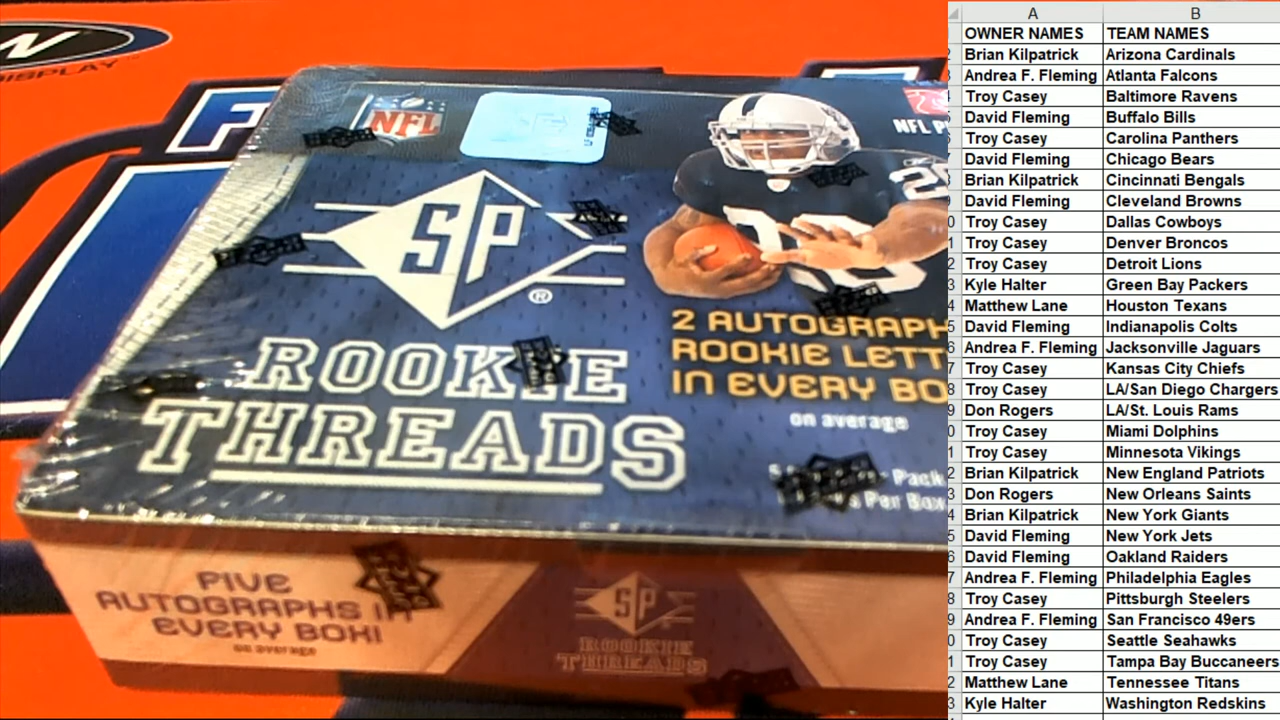 DISPLAY
NFL
NFL P
SP
®
ROOKIE
THREADS
2 AUTOGRAPH
ROOKIE LETT
IN EVERY BO
on average
Pack
Per Box
FIVE
AUTOGRAPHS IN
EVERY BOX!
on average
SP
ROOKIE
THREADS
A B
OWNER NAMES TEAM NAMES
Brian Kilpatrick Arizona Cardinals
Andrea F. Fleming Atlanta Falcons
Troy Casey Baltimore Ravens
David Fleming Buffalo Bills
Troy Casey Carolina Panthers
David Fleming Chicago Bears
Brian Kilpatrick Cincinnati Bengals
David Fleming Cleveland Browns
Troy Casey Dallas Cowboys
Troy Casey Denver Broncos
Troy Casey Detroit Lions
Kyle Halter Green Bay Packers
Matthew Lane Houston Texans
David Fleming Indianapolis Colts
Andrea F. Fleming Jacksonville Jaguars
Troy Casey Kansas City Chiefs
Troy Casey LA/San Diego Chargers
Don Rogers LA/St. Louis Rams
Troy Casey Miami Dolphins
Troy Casey Minnesota Vikings
Brian Kilpatrick New England Patriots
Don Rogers New Orleans Saints
Brian Kilpatrick New York Giants
David Fleming New York Jets
David Fleming Oakland Raiders
Andrea F. Fleming Philadelphia Eagles
Troy Casey Pittsburgh Steelers
Andrea F. Fleming San Francisco 49ers
Troy Casey Seattle Seahawks
Troy Casey Tampa Bay Buccaneers
Matthew Lane Tennessee Titans
Kyle Halter Washington Redskins